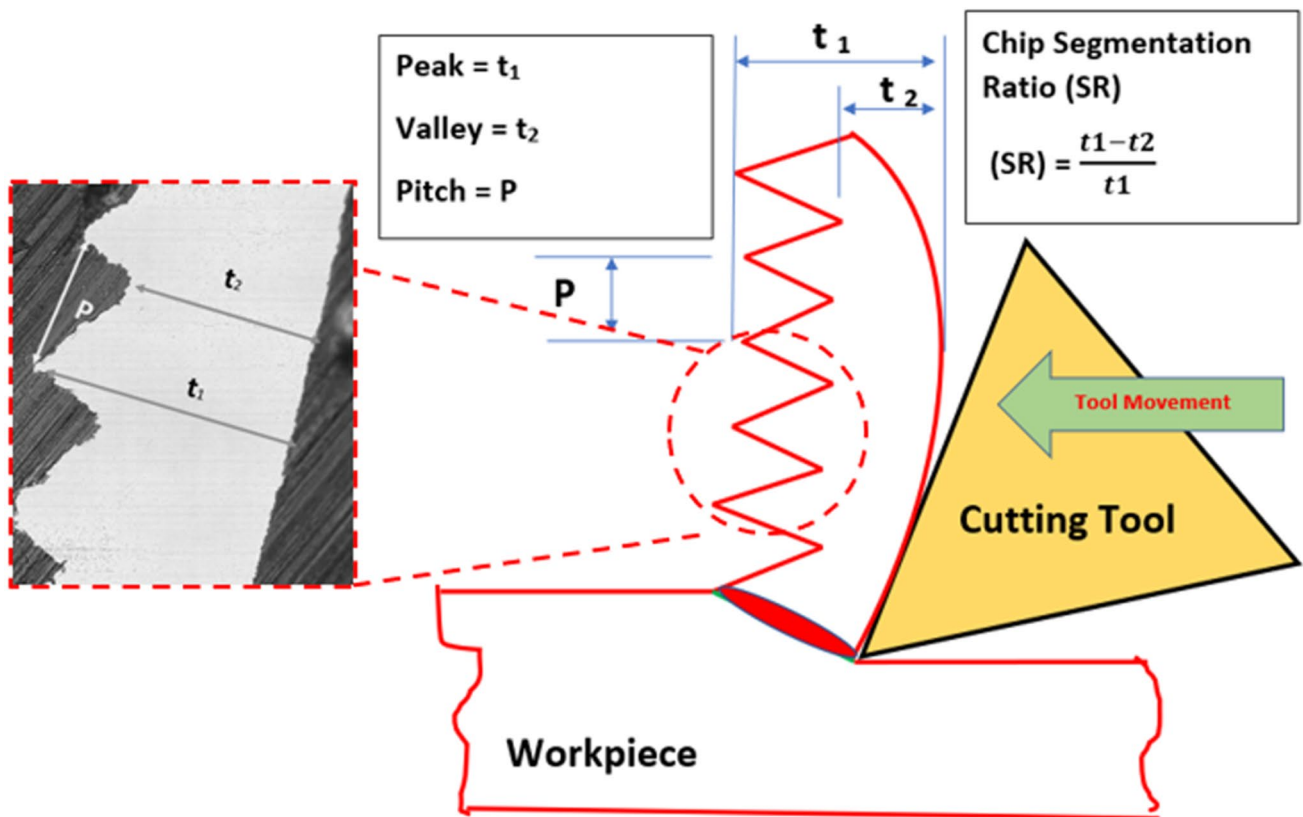 Peak = t₁
Valley = t₂
Pitch = P
t ₁
t ₂
Chip Segmentation
Ratio (SR)
(SR) = t1−t2/t1
P
t₂
P
t₁
Tool Movement
Cutting Tool
Workpiece